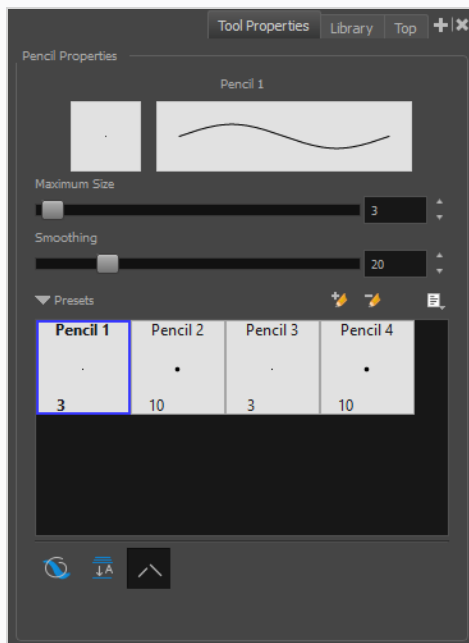 Tool Properties Library Top
Pencil Properties
Pencil 1
Maximum Size
3
Smoothing
20
Presets
Pencil 1 Pencil 2 Pencil 3 Pencil 4
3 10 3 10
A